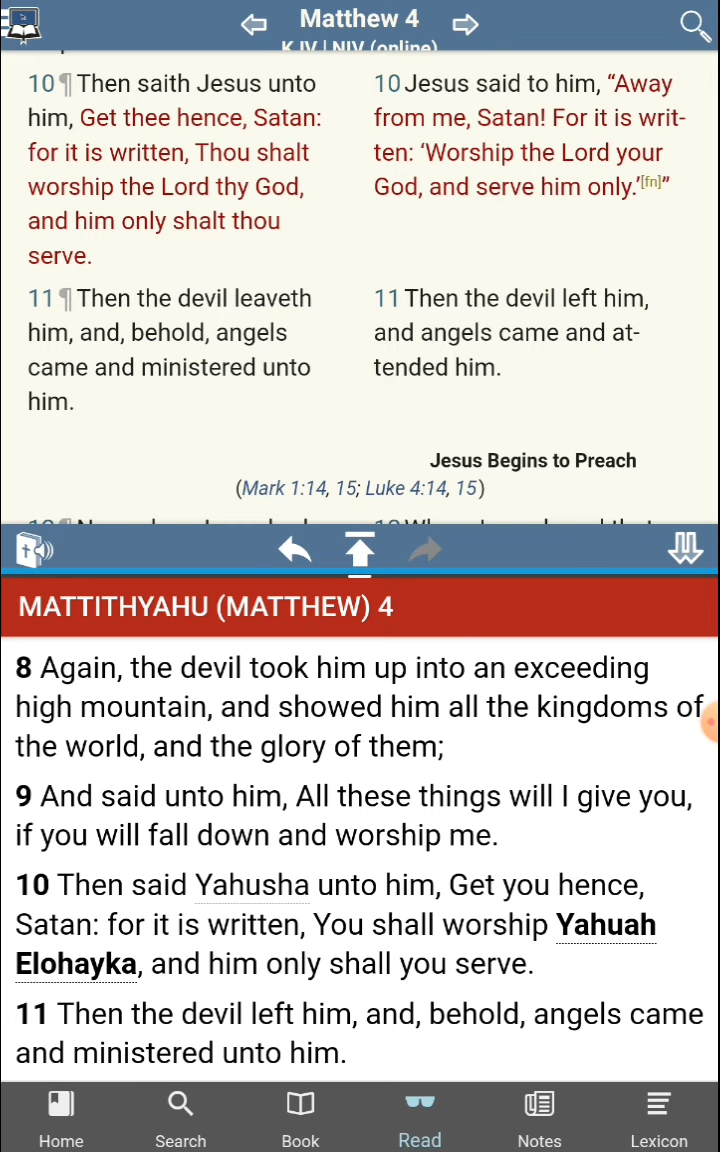 Matthew 4
KJV | NIV (online)
10 ¶ Then saith Jesus unto
him, Get thee hence, Satan:
for it is written, Thou shalt
worship the Lord thy God,
and him only shalt thou
serve.
10 Jesus said to him, “Away
from me, Satan! For it is writ-
ten: ‘Worship the Lord your
God, and serve him only.’[fn]”
11 ¶ Then the devil leaveth
him, and, behold, angels
came and ministered unto
him.
11 Then the devil left him,
and angels came and at-
tended him.
Jesus Begins to Preach
(Mark 1:14, 15; Luke 4:14, 15)
MATTITHYAHU (MATTHEW) 4
8 Again, the devil took him up into an exceeding
high mountain, and showed him all the kingdoms of
the world, and the glory of them;
9 And said unto him, All these things will I give you,
if you will fall down and worship me.
10 Then said Yahusha unto him, Get you hence,
Satan: for it is written, You shall worship Yahuah
Elohayka, and him only shall you serve.
11 Then the devil left him, and, behold, angels came
and ministered unto him.
Home Search Book Read Notes Lexicon